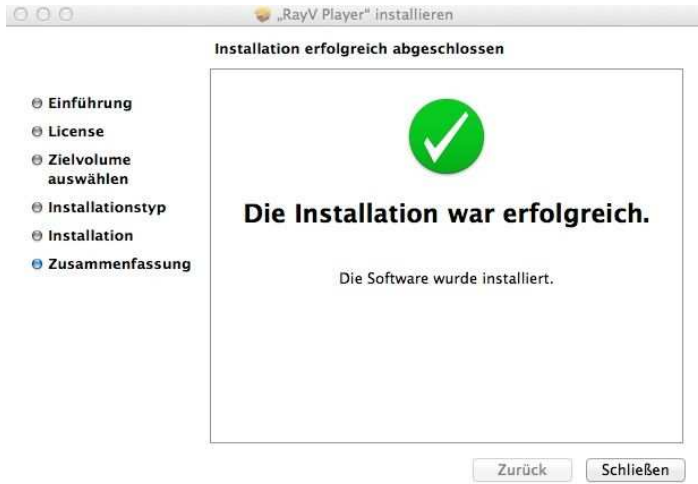 „RayV Player“ installieren
Installation erfolgreich abgeschlossen
Einführung
License
Zielvolume
auswählen
Installationstyp
Installation
Zusammenfassung
Die Installation war erfolgreich.
Die Software wurde installiert.
Zurück
Schließen